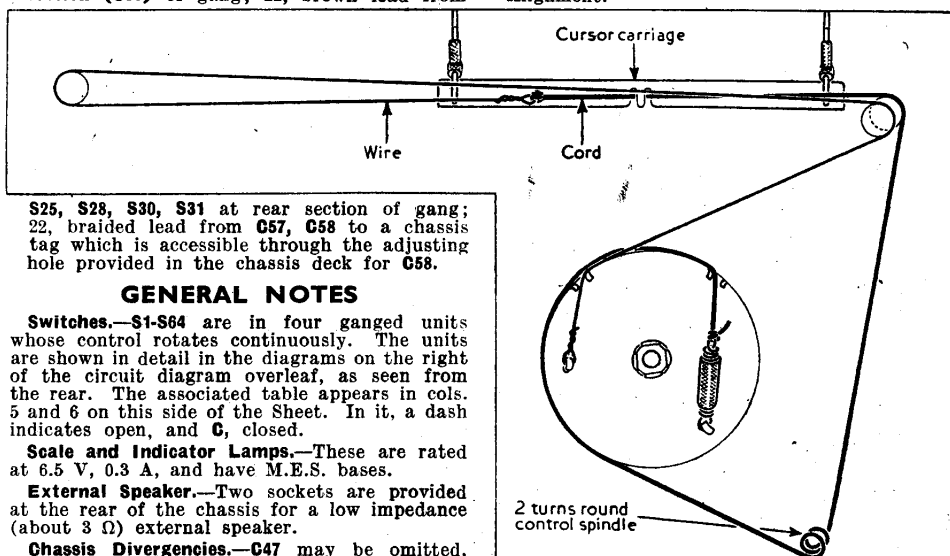 Cursor carriage
Wire
Cord
S25, S28, S30, S31 at rear section of gang;
22, braided lead from C57, C58 to a chassis
tag which is accessible through the adjusting
hole provided in the chassis deck for C58.
GENERAL NOTES
Switches.—S1-S64 are in four ganged units
whose control rotates continuously. The units
are shown in detail in the diagrams on the right
of the circuit diagram overleaf, as seen from
the rear. The associated table appears in cols.
5 and 6 on this side of the Sheet. In it, a dash
indicates open, and C, closed.
Scale and Indicator Lamps.—These are rated
at 6.5 V, 0.3 A, and have M.E.S. bases.
External Speaker.—Two sockets are provided
at the rear of the chassis for a low impedance
(about 3 Ω) external speaker.
Chassis Divergencies.—C47 may be omitted,
2 turns round
control spindle